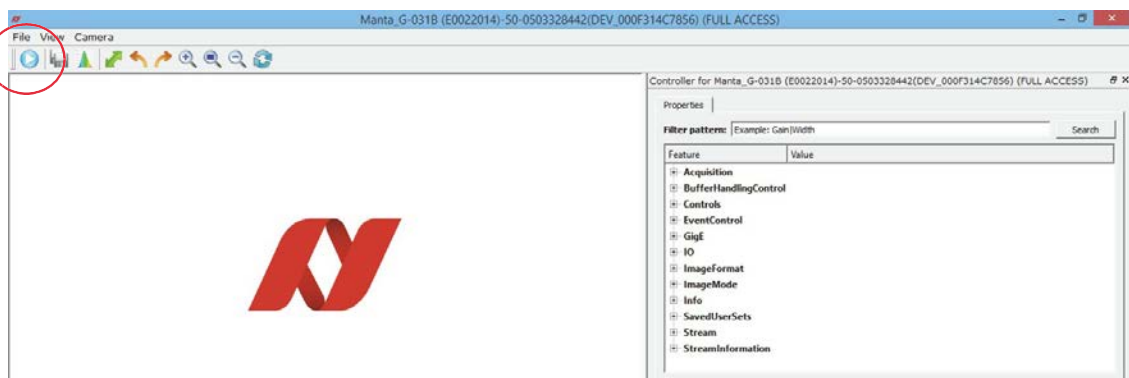 Manta_G-031B (E0022014)-50-0503328442(DEV_000F314C7856) (FULL ACCESS)
File View Camera
Controller for Manta_G-031B (E0022014)-50-0503328442(DEV_000F314C7856) (FULL ACCESS)
Properties
Filter pattern: Example: Gain|Width Search
Feature Value
Acquisition
BufferHandlingControl
Controls
EventControl
GigE
IO
ImageFormat
ImageMode
Info
SavedUserSets
Stream
StreamInformation